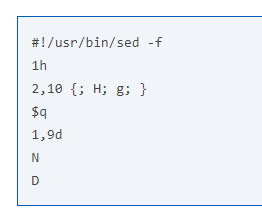 #!/usr/bin/sed -f
1h
2,10 {; H; g; }
$q
1,9d
N
D